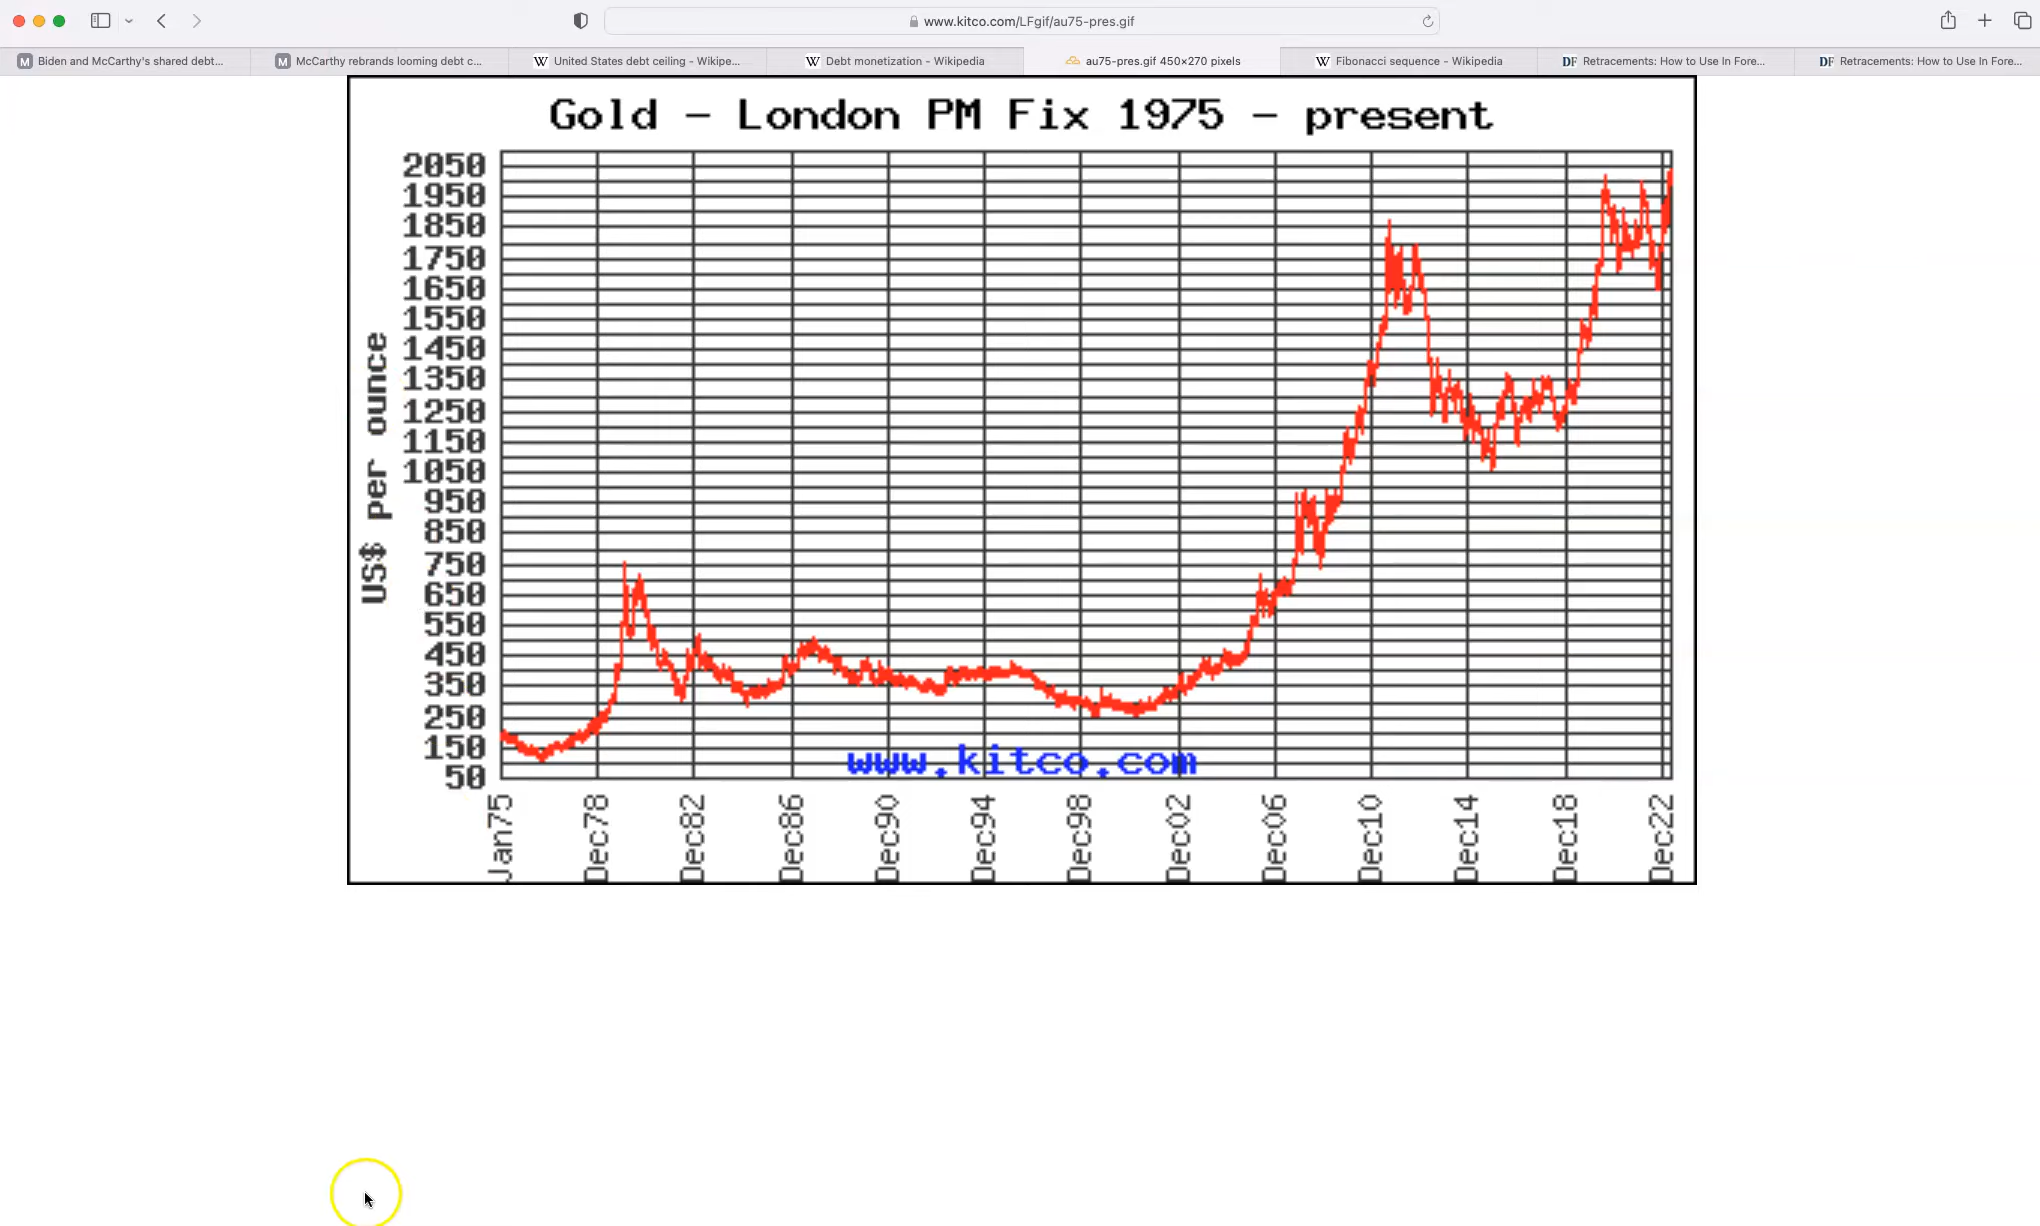 www.kitco.com/LFgif/au75-pres.gif
Biden and McCarthy's shared debt...
McCarthy rebrands looming debt c...
United States debt ceiling - Wikipe...
Debt monetization - Wikipedia
au75-pres.gif 450×270 pixels
Fibonacci sequence - Wikipedia
DF Retracements: How to Use In Fore...
DF Retracements: How to Use In Fore...
Gold - London PM Fix 1975 - present
US$ per ounce
2050
1950
1850
1750
1650
1550
1450
1350
1250
1150
1050
950
850
750
650
550
450
350
250
150
50
www.kitco.com
Jan75
Dec78
Dec82
Dec86
Dec90
Dec94
Dec98
Dec02
Dec06
Dec10
Dec14
Dec18
Dec22